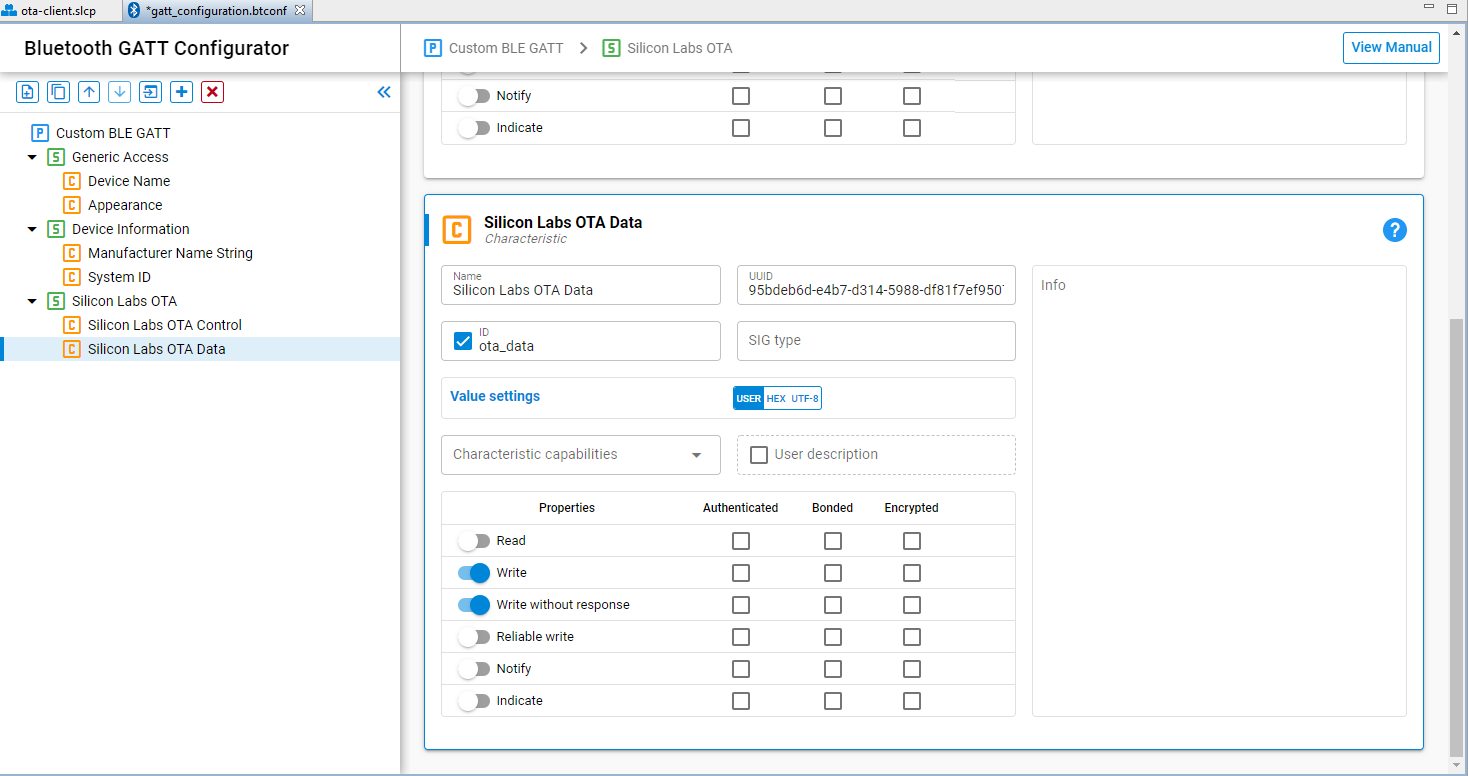 ota-client.slcp
*gatt_configuration.btconf
Bluetooth GATT Configurator
P Custom BLE GATT
S Generic Access
C Device Name
C Appearance
S Device Information
C Manufacturer Name String
C System ID
S Silicon Labs OTA
C Silicon Labs OTA Control
C Silicon Labs OTA Data
P Custom BLE GATT > S Silicon Labs OTA
View Manual
Notify
Indicate
C
Silicon Labs OTA Data
Characteristic
?
Name
Silicon Labs OTA Data
UUID
95bdeb6d-e4b7-d314-5988-df81f7ef950
Info
ID
ota_data
SIG type
Value settings
USER HEX UTF-8
Characteristic capabilities
User description
Properties Authenticated Bonded Encrypted
Read
Write
Write without response
Reliable write
Notify
Indicate